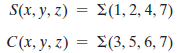 S(x, y, z) = Σ(1, 2, 4, 7)
C(x, y, z) = Σ(3, 5, 6, 7)